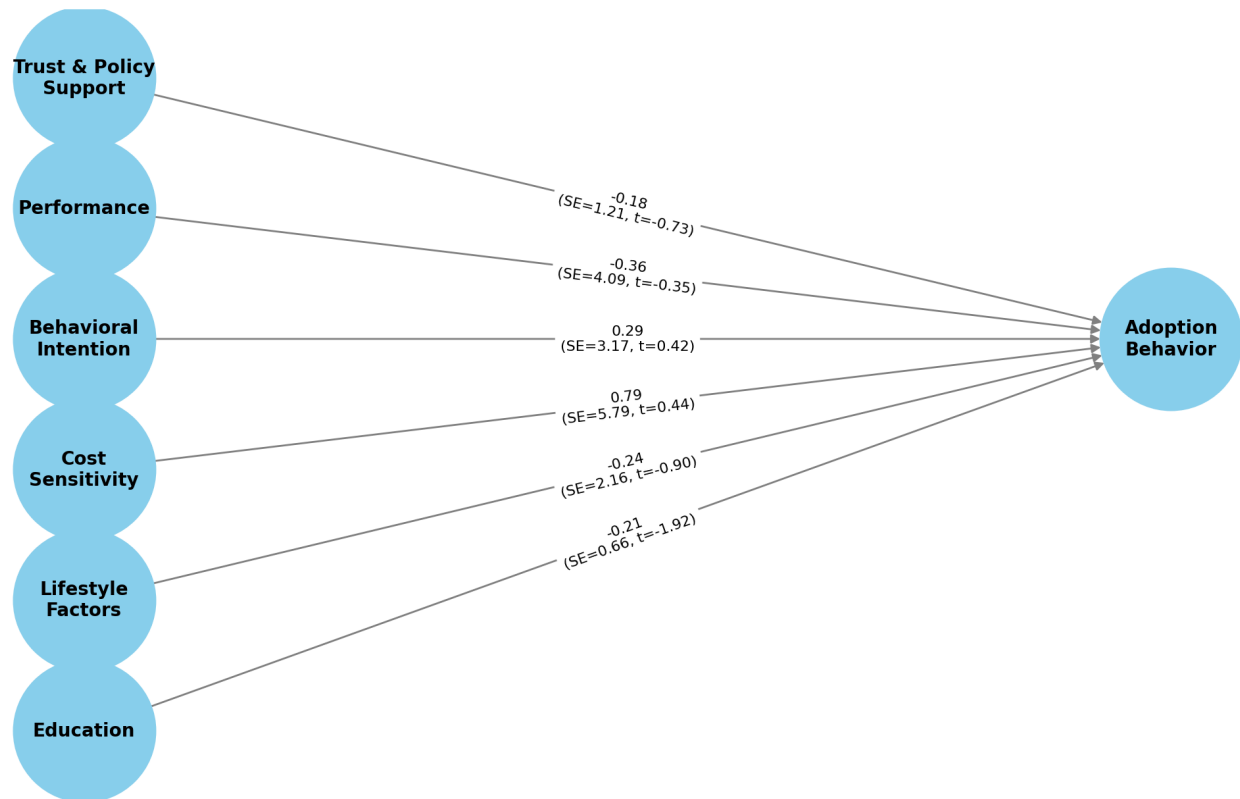 Trust & Policy
Support
Performance
Behavioral
Intention
Cost
Sensitivity
Lifestyle
Factors
Education
-0.18
(SE=1.21, t=-0.73)
-0.36
(SE=4.09, t=-0.35)
0.29
(SE=3.17, t=0.42)
0.79
(SE=5.79, t=0.44)
-0.24
(SE=2.16, t=-0.90)
-0.21
(SE=0.66, t=-1.92)
Adoption
Behavior